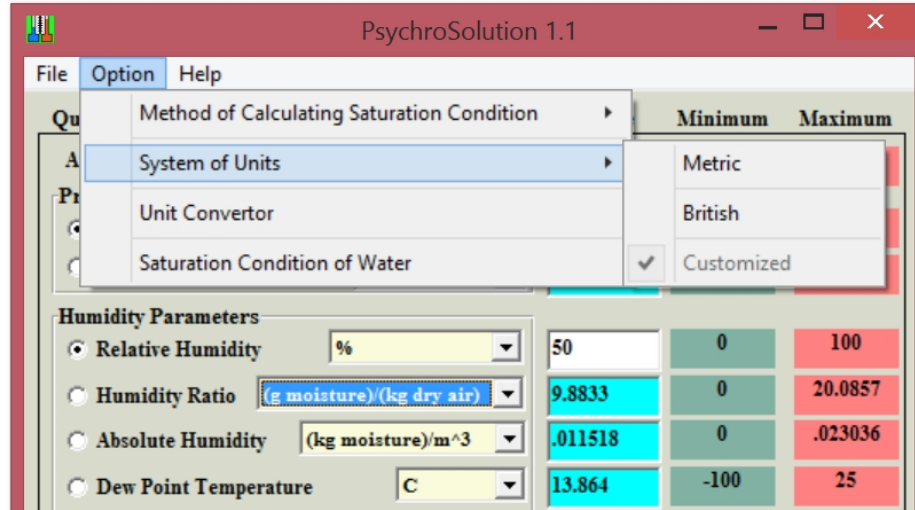 PsychroSolution 1.1
File Option Help
Method of Calculating Saturation Condition
Minimum Maximum
System of Units
Metric
Unit Convertor
British
Saturation Condition of Water
Customized
Humidity Parameters
Relative Humidity % 50 0 100
Humidity Ratio (g moisture)/(kg dry air) 9.8833 0 20.0857
Absolute Humidity (kg moisture)/m^3 .011518 0 .023036
Dew Point Temperature C 13.864 -100 25